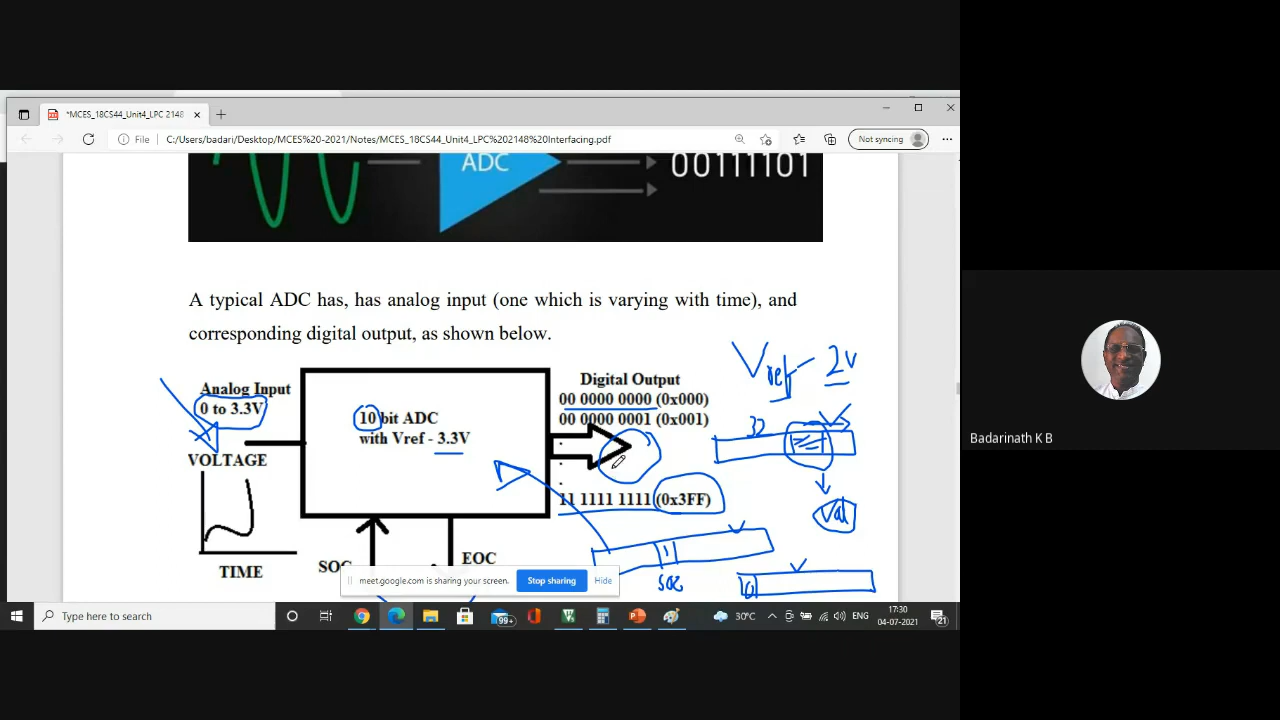 *MCES_18CS44_Unit4_LPC 2148
File
C:/Users/badari/Desktop/MCES%20-2021/Notes/MCES_18CS44_Unit4_LPC%202148%20Interfacing.pdf
Not syncing
ADC
00111101
A typical ADC has, has analog input (one which is varying with time), and
corresponding digital output, as shown below.
Vref - 2v
Analog Input
0 to 3.3V
VOLTAGE
TIME
10 bit ADC
with Vref - 3.3V
Digital Output
00 0000 0000 (0x000)
00 0000 0001 (0x001)
.
.
.
11 1111 1111 (0x3FF)
32
Val
SOC
EOC
1
SOC
meet.google.com is sharing your screen.
Stop sharing
Hide
Badarinath K B
Type here to search
99+
30°C
ENG
17:30
04-07-2021
21